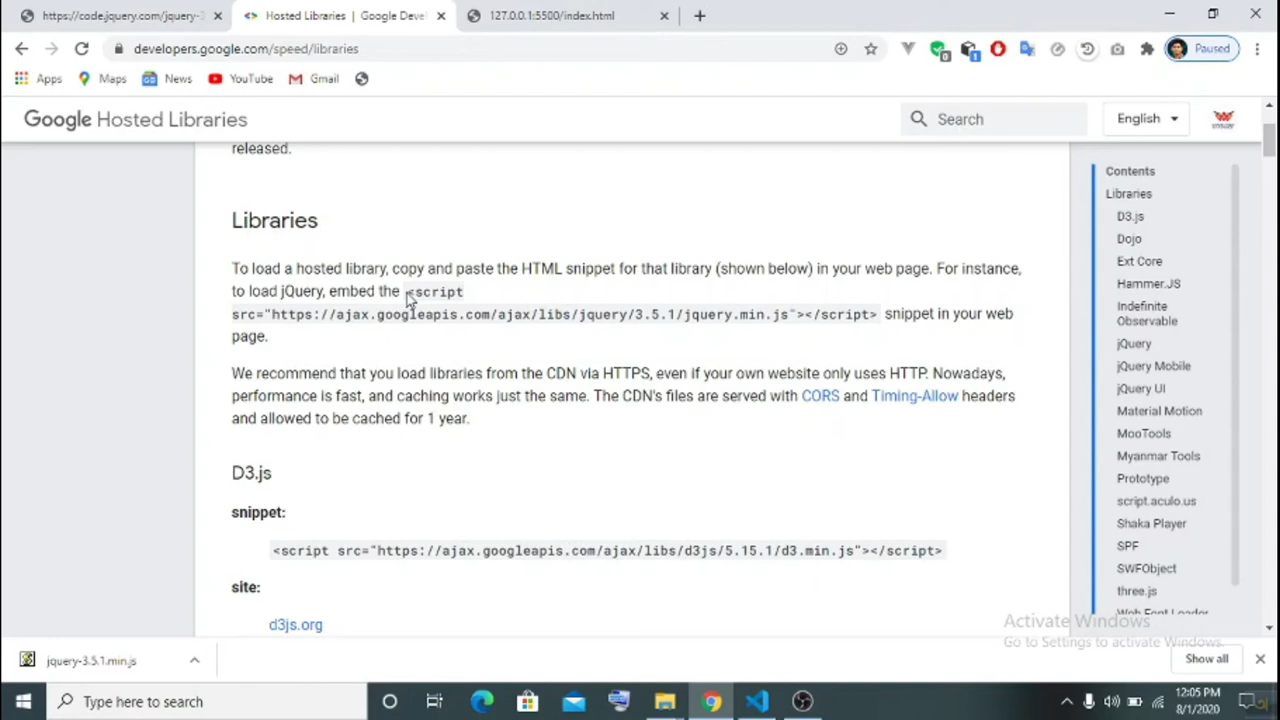 https://code.jquery.com/jquery-3
Hosted Libraries | Google Devel
127.0.0.1:5500/index.html
developers.google.com/speed/libraries
0
1
Paused
Apps
Maps
News
YouTube
Gmail
Google Hosted Libraries
Search
English
released.
Libraries
To load a hosted library, copy and paste the HTML snippet for that library (shown below) in your web page. For instance,
to load jQuery, embed the <script
src="https://ajax.googleapis.com/ajax/libs/jquery/3.5.1/jquery.min.js"></script> snippet in your web
page.
We recommend that you load libraries from the CDN via HTTPS, even if your own website only uses HTTP. Nowadays,
performance is fast, and caching works just the same. The CDN's files are served with CORS and Timing-Allow headers
and allowed to be cached for 1 year.
D3.js
snippet:
<script src="https://ajax.googleapis.com/ajax/libs/d3js/5.15.1/d3.min.js"></script>
site:
d3js.org
Contents
Libraries
D3.js
Dojo
Ext Core
Hammer.JS
Indefinite
Observable
jQuery
jQuery Mobile
jQuery UI
Material Motion
MooTools
Myanmar Tools
Prototype
script.aculo.us
Shaka Player
SPF
SWFObject
three.js
Web Font Loader
Activate Windows
Go to Settings to activate Windows.
jquery-3.5.1.min.js
Show all
Type here to search
12:05 PM
8/1/2020